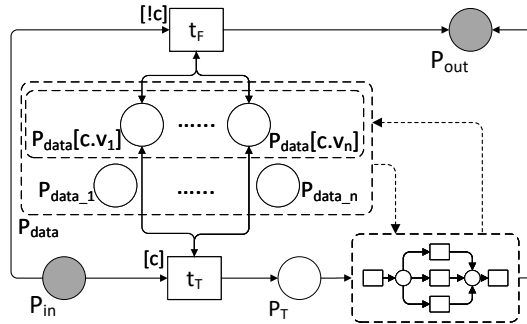 [!c]
t_F
P_out
P_data[c.v_1]
......
P_data[c.v_n]
P_data_1
......
P_data_n
P_data
[c]
P_in
t_T
P_T